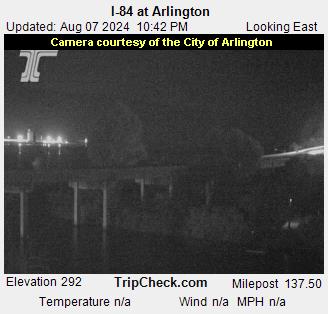 I-84 at Arlington
Updated: Aug 07 2024 10:42 PM Looking East
Camera courtesy of the City of Arlington
Elevation 292 TripCheck.com Milepost 137.50
Temperature n/a Wind n/a MPH n/a